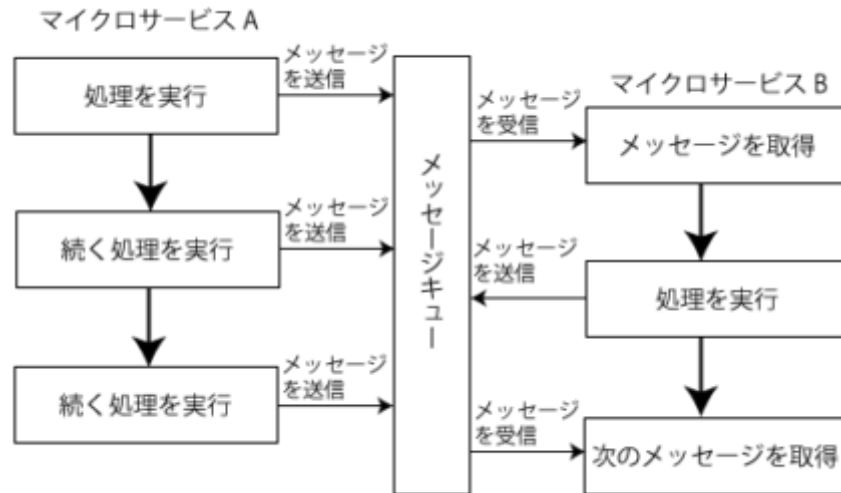 マイクロサービス A
処理を実行
メッセージ
を送信
続く処理を実行
メッセージ
を送信
続く処理を実行
メッセージ
を送信
メッセージキュー
マイクロサービス B
メッセージ
を受信
メッセージを取得
メッセージ
を送信
処理を実行
メッセージ
を受信
次のメッセージを取得